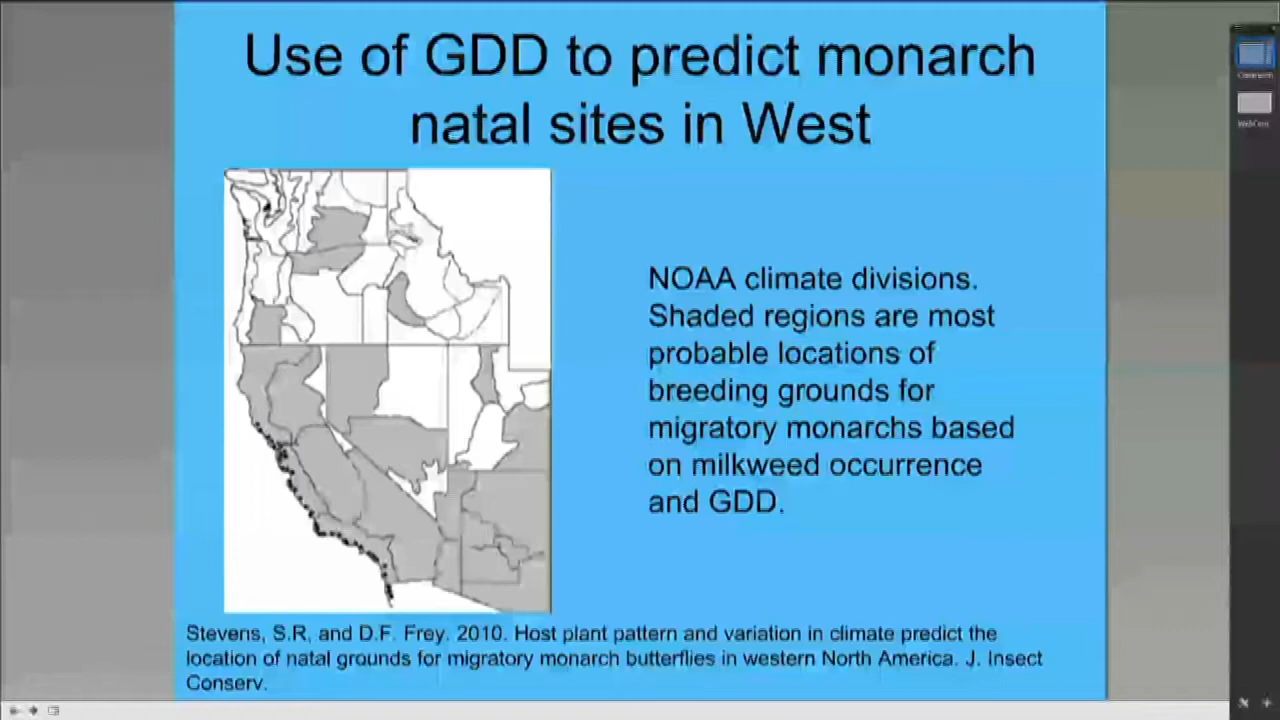 Use of GDD to predict monarch
natal sites in West
NOAA climate divisions.
Shaded regions are most
probable locations of
breeding grounds for
migratory monarchs based
on milkweed occurrence
and GDD.
Stevens, S.R, and D.F. Frey. 2010. Host plant pattern and variation in climate predict the
location of natal grounds for migratory monarch butterflies in western North America. J. Insect
Conserv.